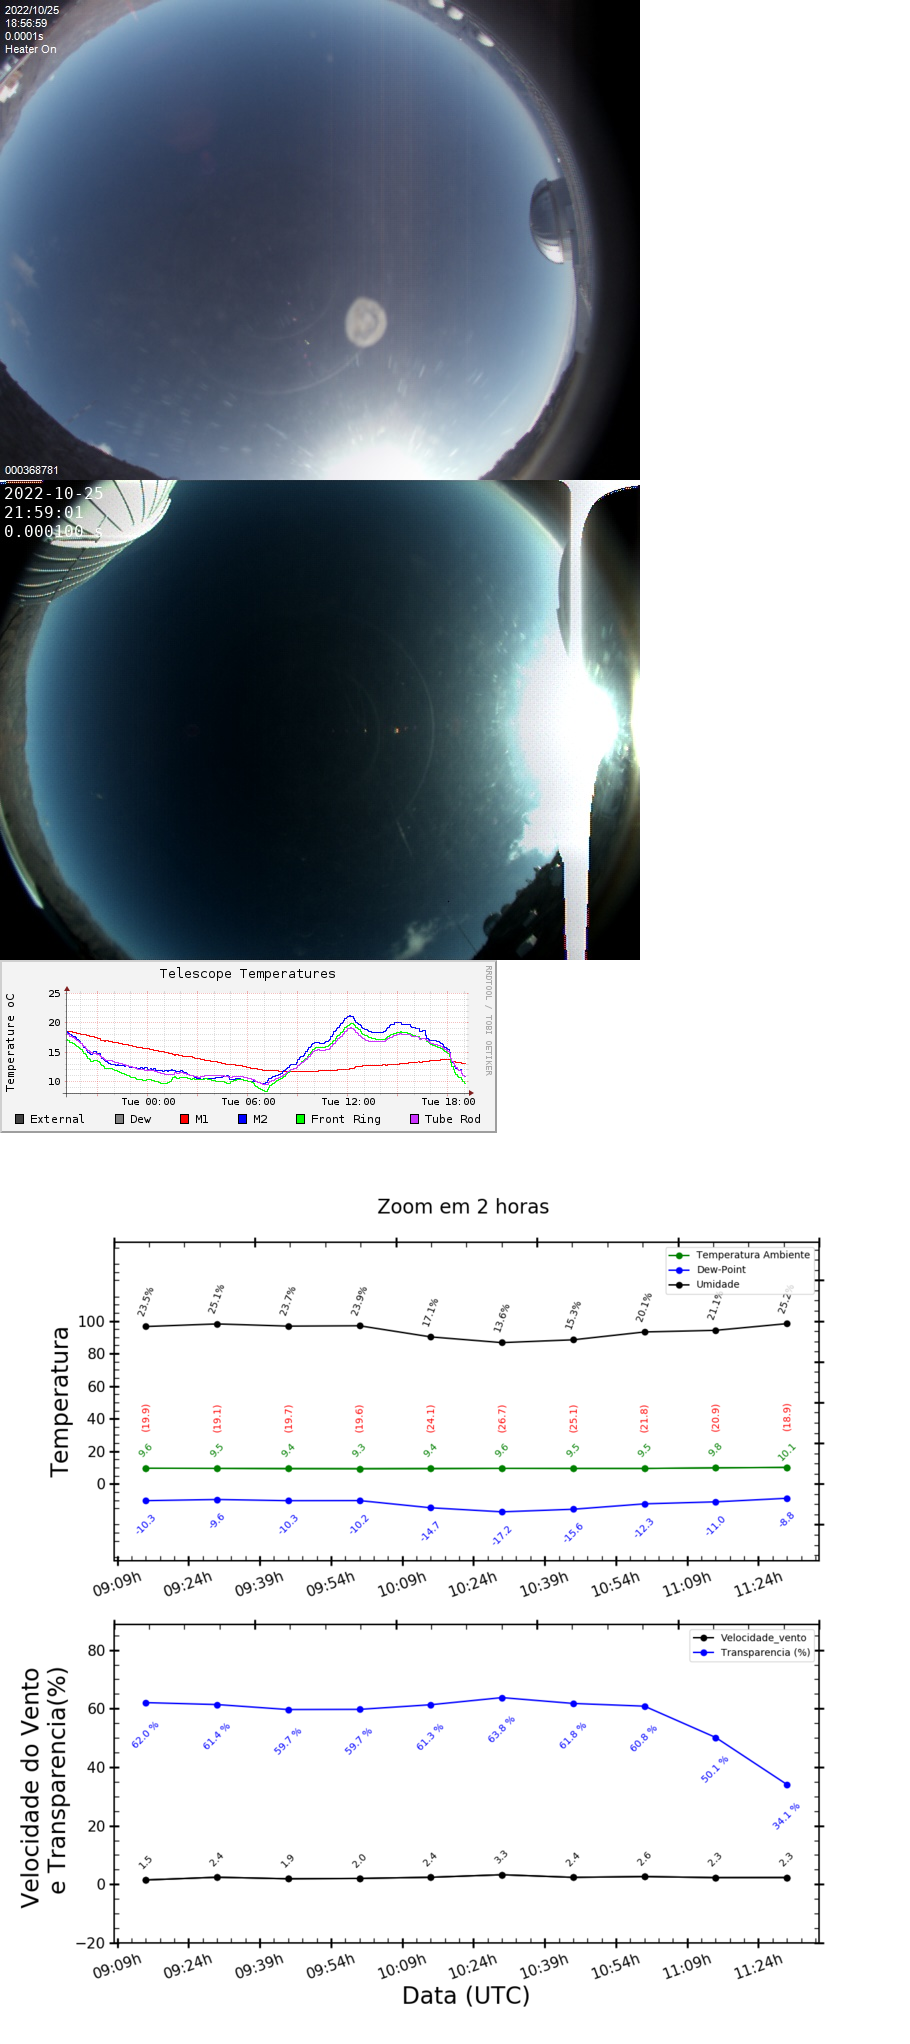 2022/10/25
18:56:59
0.0001s
Heater On
000368781
2022-10-25
21:59:01
0.000100 s
Telescope Temperatures
RRDTOOL / TOBI OETIKER
Temperature oC
25
20
15
10
Tue 00:00 Tue 06:00 Tue 12:00 Tue 18:00
External Dew M1 M2 Front Ring Tube Rod
Zoom em 2 horas
Temperatura Ambiente
Dew-Point
Umidade
Temperatura
100
80
60
40
20
0
23.5% 25.1% 23.7% 23.9% 17.1% 13.6% 15.3% 20.1% 21.1% 25.2%
(19.9) (19.1) (19.7) (19.6) (24.1) (26.7) (25.1) (21.8) (20.9) (18.9)
9.6 9.5 9.4 9.3 9.4 9.6 9.5 9.5 9.8 10.1
-10.3 -9.6 -10.3 -10.2 -14.7 -17.2 -15.6 -12.3 -11.0 -8.8
09:09h 09:24h 09:39h 09:54h 10:09h 10:24h 10:39h 10:54h 11:09h 11:24h
Velocidade_vento
Transparencia (%)
Velocidade do Vento
e Transparencia(%)
80
60
40
20
0
−20
62.0 % 61.4 % 59.7 % 59.7 % 61.3 % 63.8 % 61.8 % 60.8 % 50.1 % 34.1 %
1.5 2.4 1.9 2.0 2.4 3.3 2.4 2.6 2.3 2.3
09:09h 09:24h 09:39h 09:54h 10:09h 10:24h 10:39h 10:54h 11:09h 11:24h
Data (UTC)